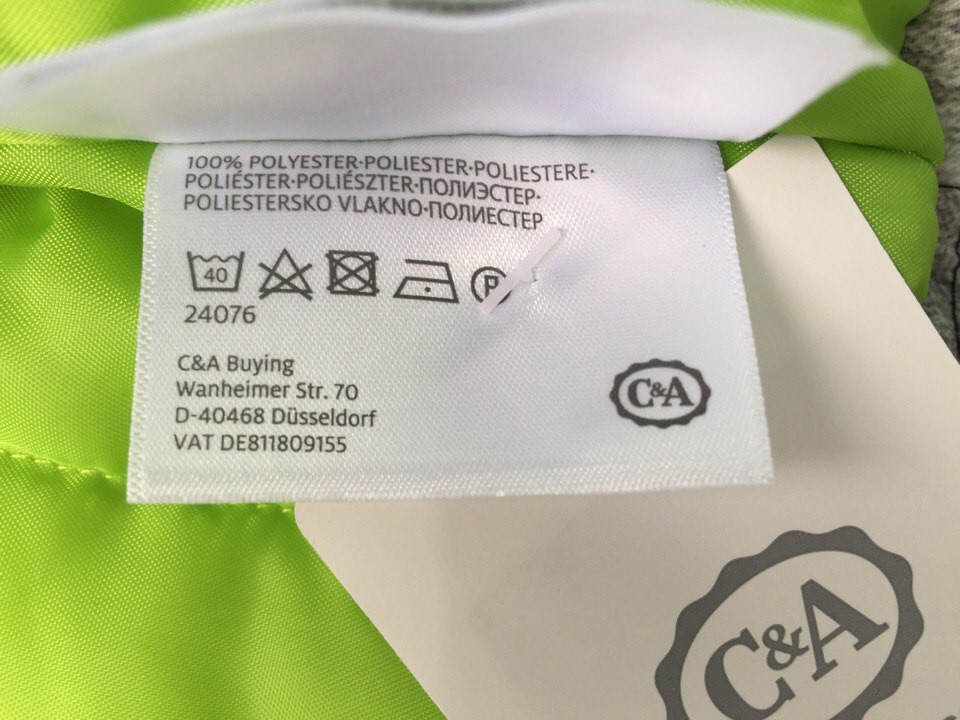 100% POLYESTER·POLIESTER·POLIESTERE·
POLIÉSTER·POLIÉSZTER·ПОЛИЭСТЕР·
POLIESTERSKO VLAKNO·ПОЛИЕСТЕР
40
P
24076
C&A Buying
Wanheimer Str. 70
D-40468 Düsseldorf
VAT DE811809155
C&A
C&A